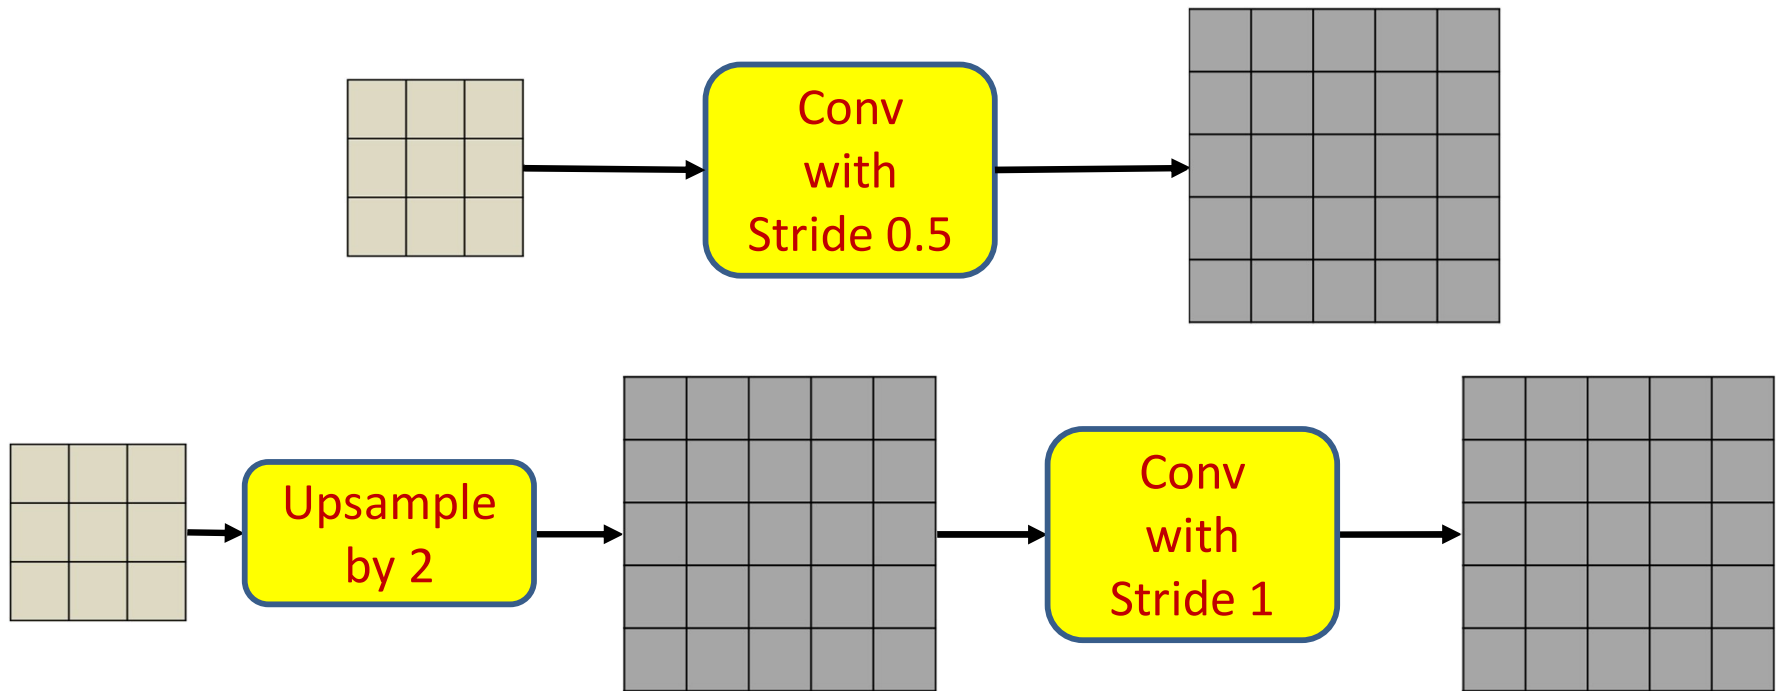 Conv
with
Stride 0.5
Upsample
by 2
Conv
with
Stride 1